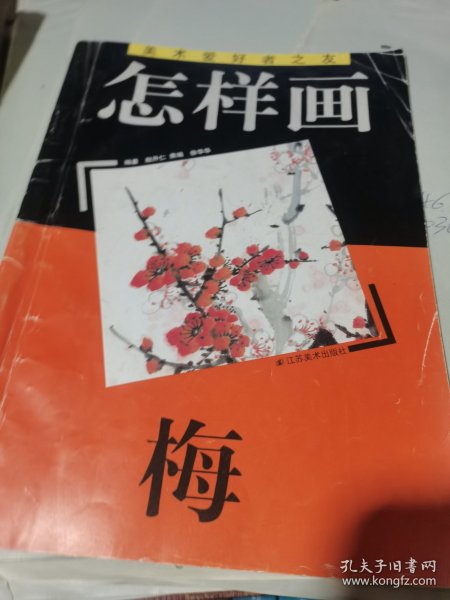 美术爱好者之友
怎样画
江苏美术出版社
梅
孔夫子旧书网
www.kongfz.com